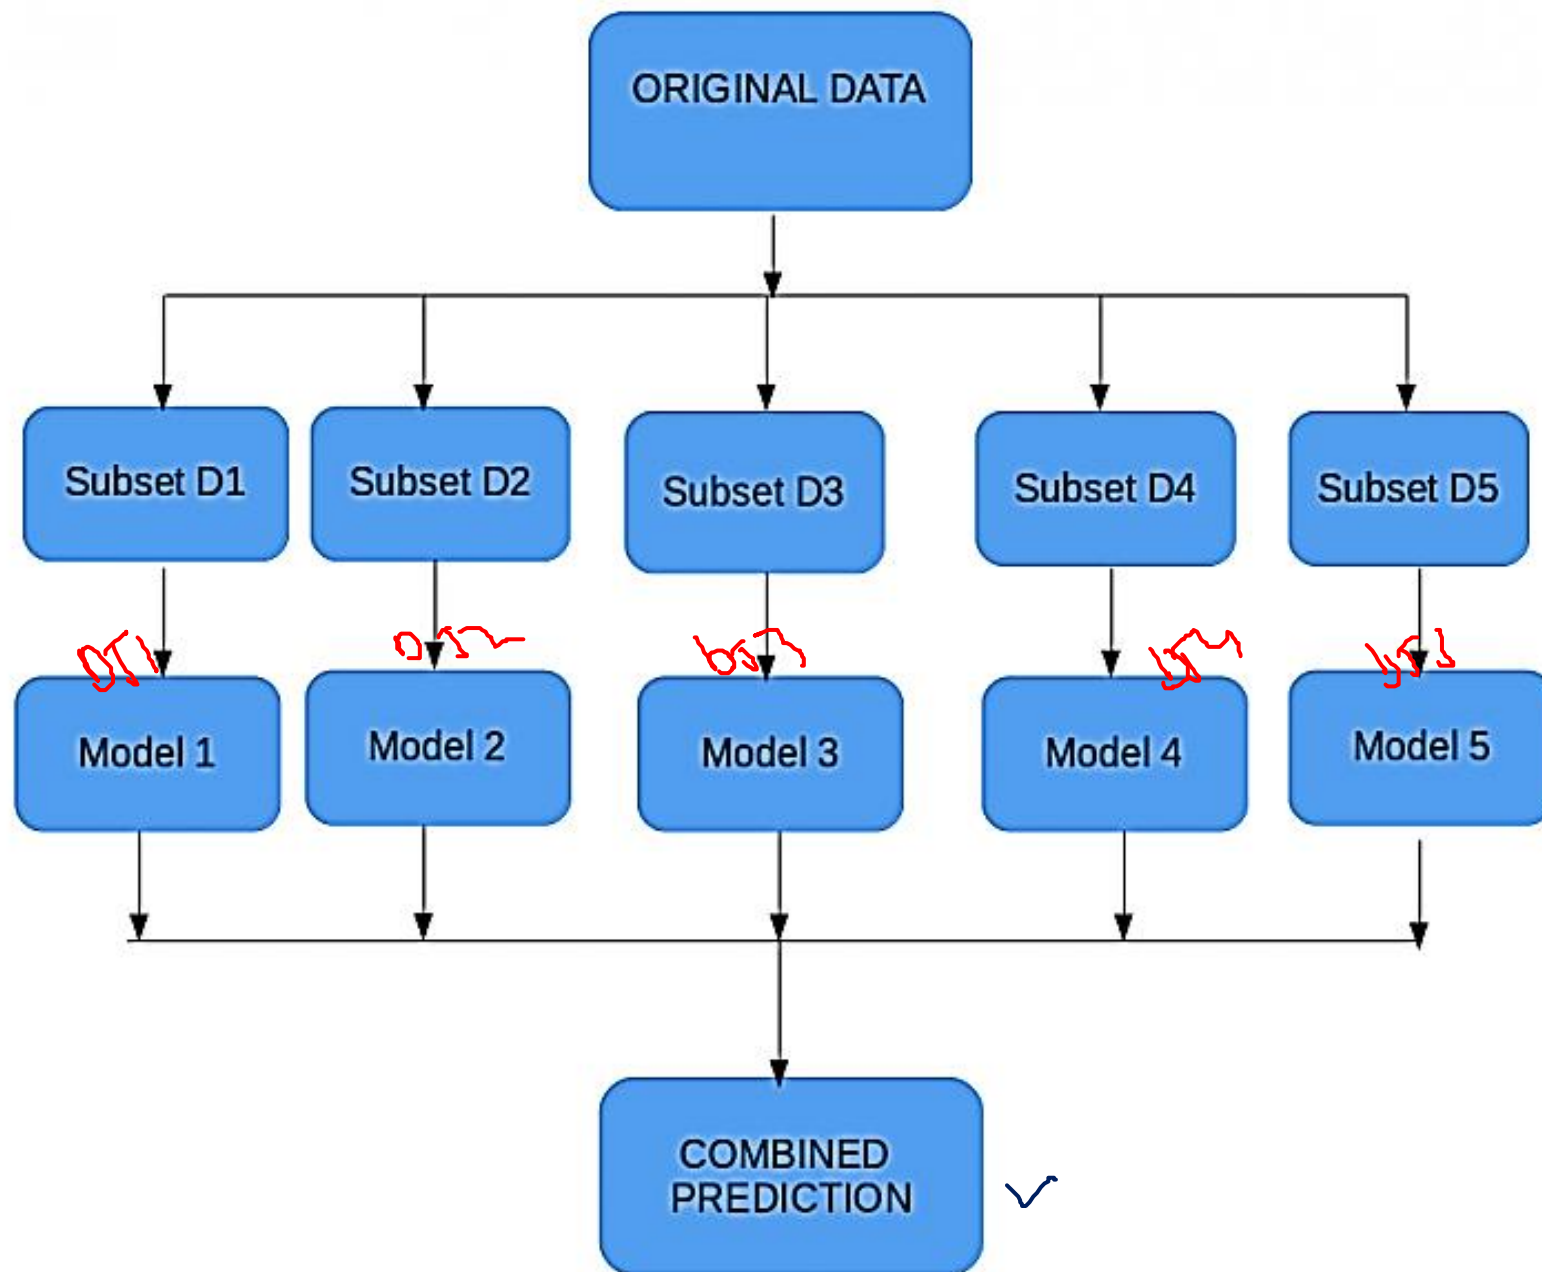 ORIGINAL DATA
Subset D1
Subset D2
Subset D3
Subset D4
Subset D5
DT1
Model 1
Model 2
Model 3
Model 4
Model 5
COMBINED
PREDICTION